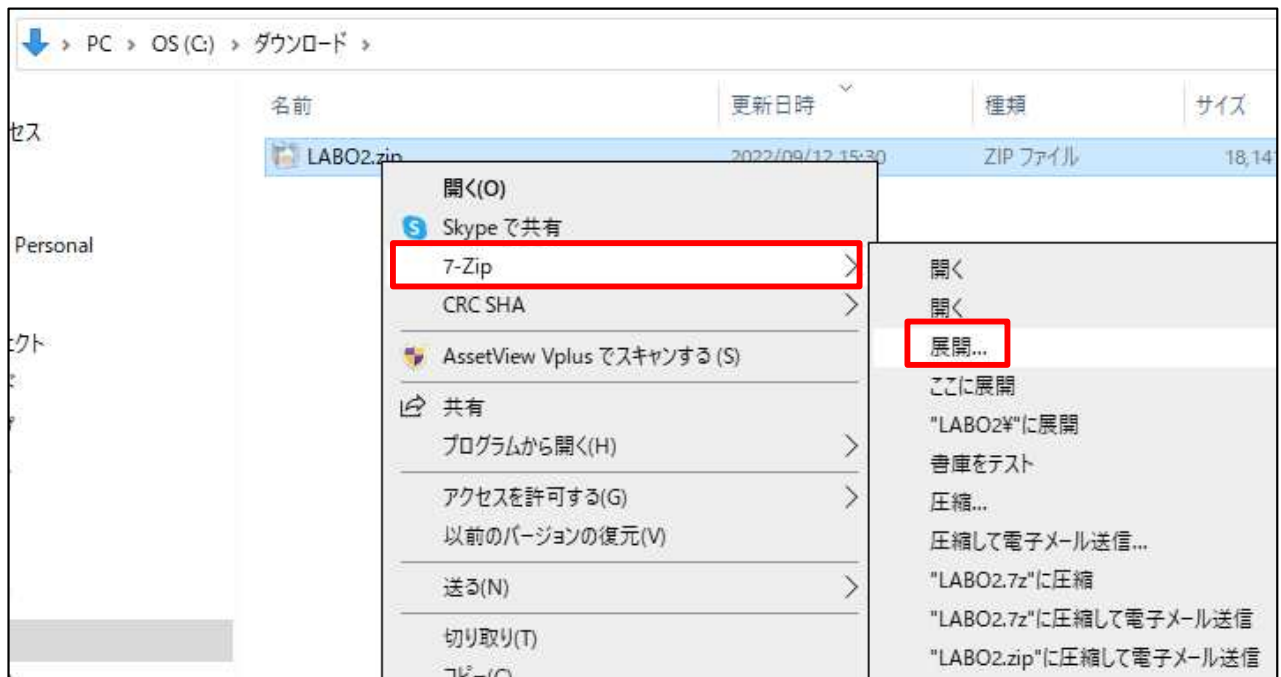 PC > OS (C:) > ダウンロード >
名前 更新日時 種類 サイズ
セス
LABO2.zip 2022/09/12 15:30 ZIP ファイル 18,14
開く(O)
Skype で共有
Personal
7-Zip
開く
CRC SHA
開く
クト
AssetView Vplus でスキャンする (S)
展開...
ここに展開
共有
"LABO2¥"に展開
プログラムから開く(H)
書庫をテスト
アクセスを許可する(G)
圧縮...
以前のバージョンの復元(V)
圧縮して電子メール送信...
送る(N)
"LABO2.7z"に圧縮
"LABO2.7z"に圧縮して電子メール送信
切り取り(T)
"LABO2.zip"に圧縮して電子メール送信